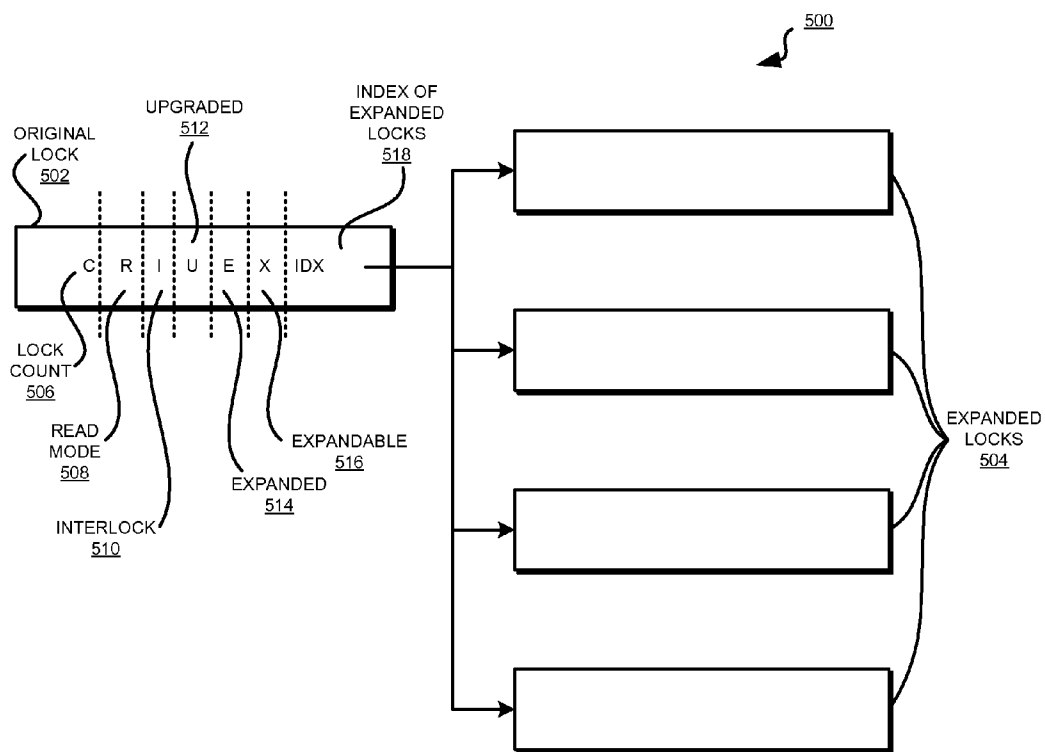 500
UPGRADED
512
INDEX OF
EXPANDED
LOCKS
518
ORIGINAL
LOCK
502
C R I U E X IDX
LOCK
COUNT
506
READ
MODE
508
INTERLOCK
510
EXPANDED
514
EXPANDABLE
516
EXPANDED
LOCKS
504